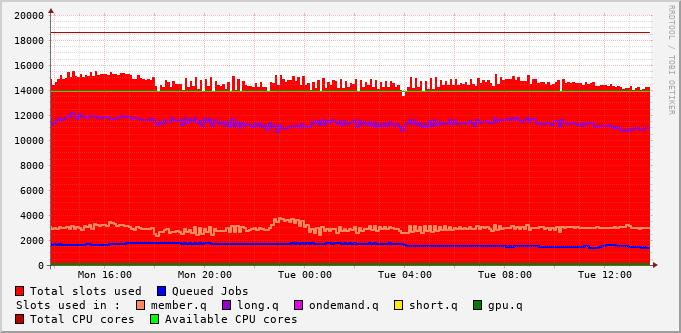 RRDTOOL / TOBI OETIKER
20000
18000
16000
14000
12000
10000
8000
6000
4000
2000
0
Mon 16:00 Mon 20:00 Tue 00:00 Tue 04:00 Tue 08:00 Tue 12:00
Total slots used Queued Jobs
Slots used in : member.q long.q ondemand.q short.q gpu.q
Total CPU cores Available CPU cores